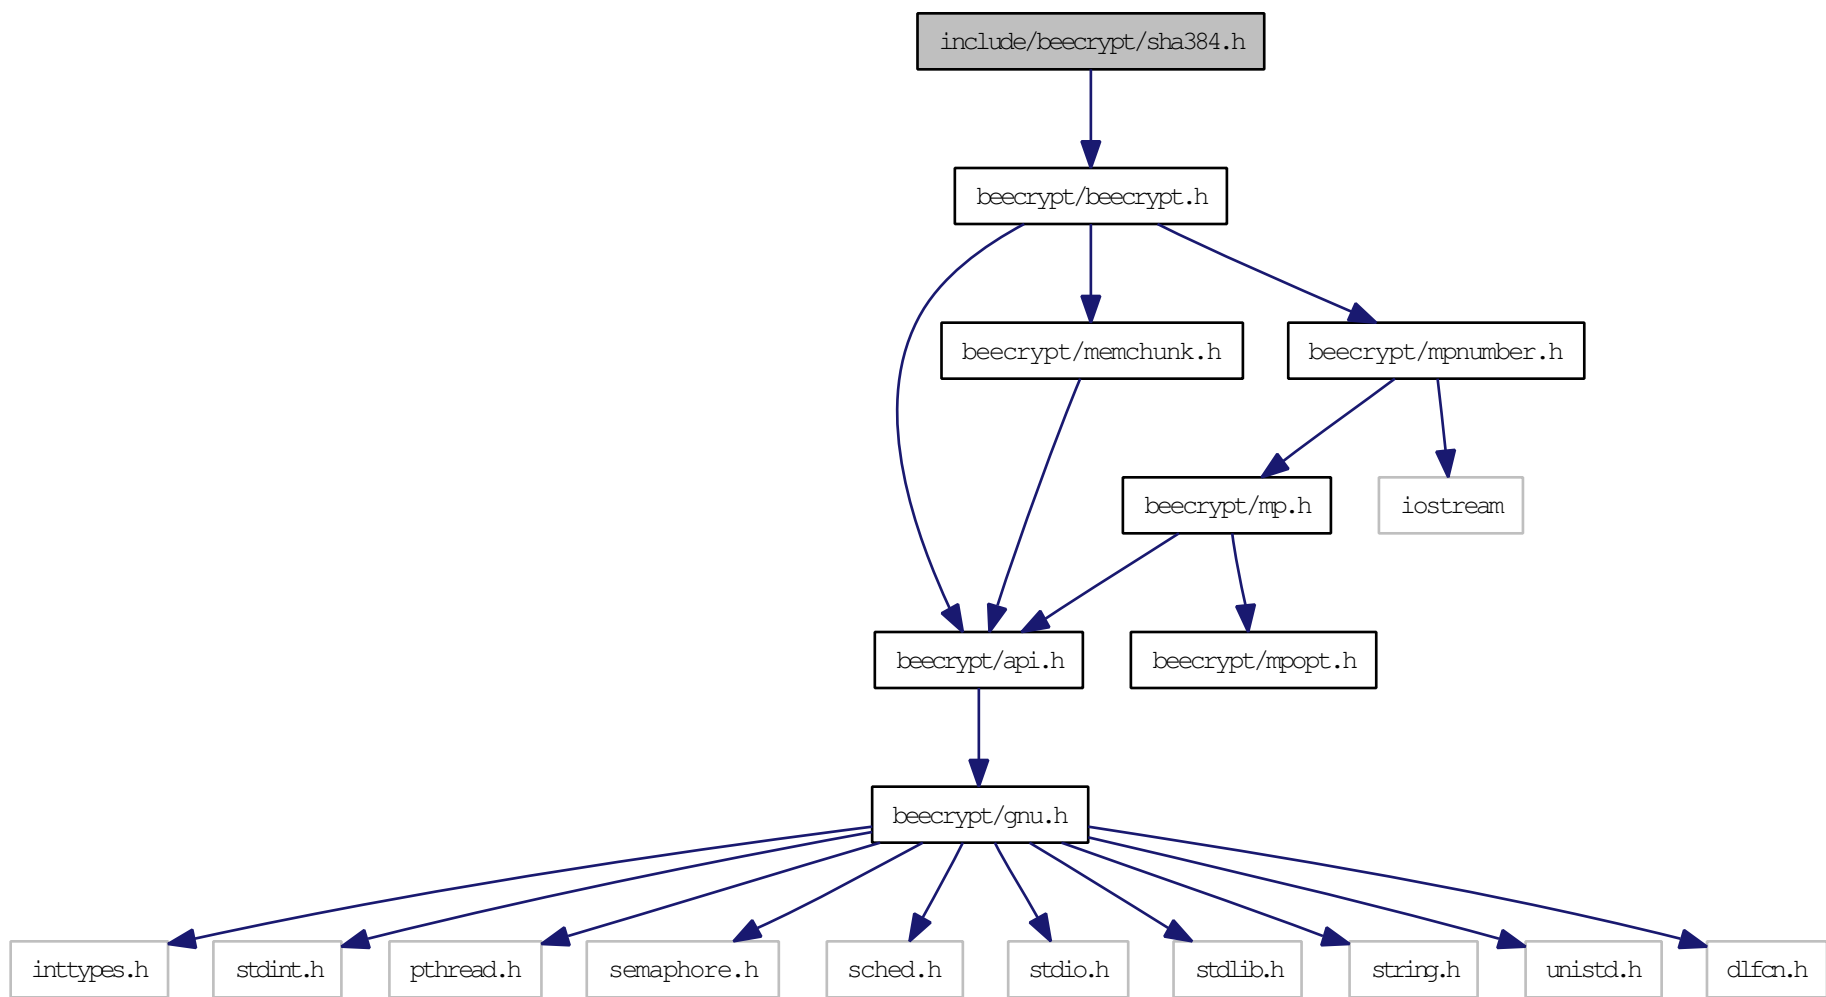 include/beecrypt/sha384.h
beecrypt/beecrypt.h
beecrypt/memchunk.h
beecrypt/mpnumber.h
beecrypt/mp.h
iostream
beecrypt/api.h
beecrypt/mpopt.h
beecrypt/gnu.h
inttypes.h
stdint.h
pthread.h
semaphore.h
sched.h
stdio.h
stdlib.h
string.h
unistd.h
dlfcn.h